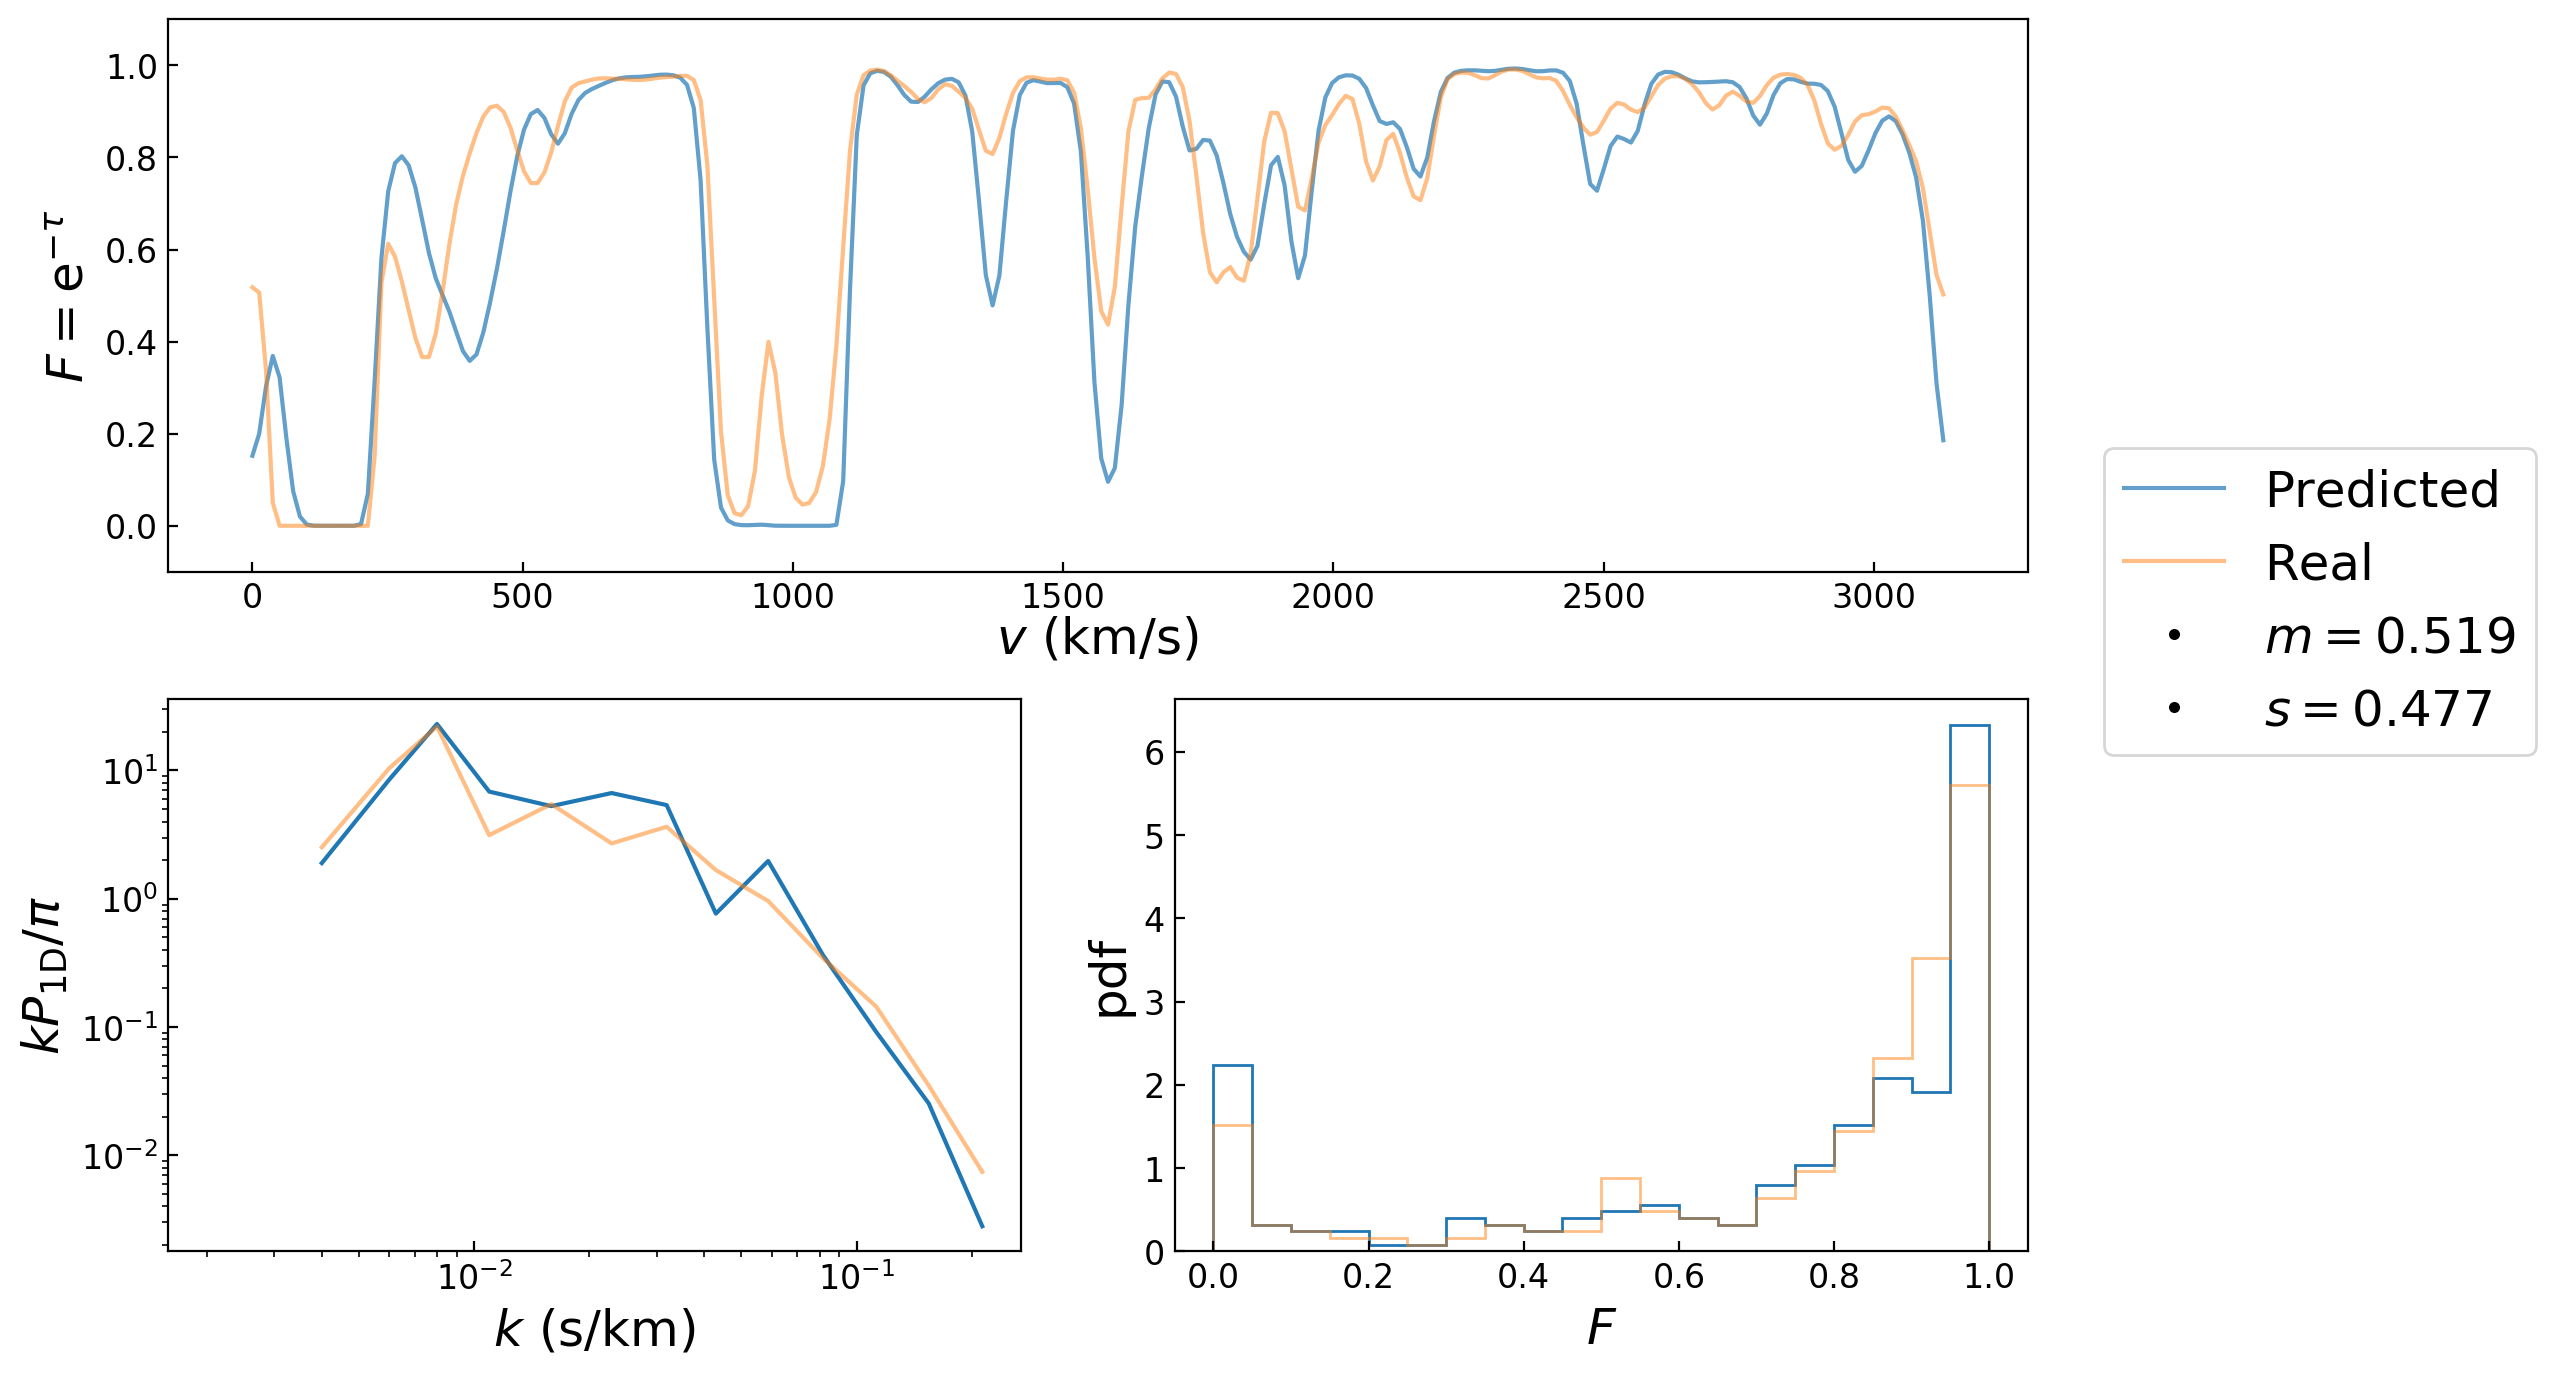 1.0
0.8
0.6
0.4
0.2
0.0
F = e^{-τ}
0 500 1000 1500 2000 2500 3000
v (km/s)
Predicted
Real
m = 0.519
s = 0.477
10^1
10^0
10^{-1}
10^{-2}
kP_{1D}/π
10^{-2} 10^{-1}
k (s/km)
6
5
4
3
2
1
0
pdf
0.0 0.2 0.4 0.6 0.8 1.0
F